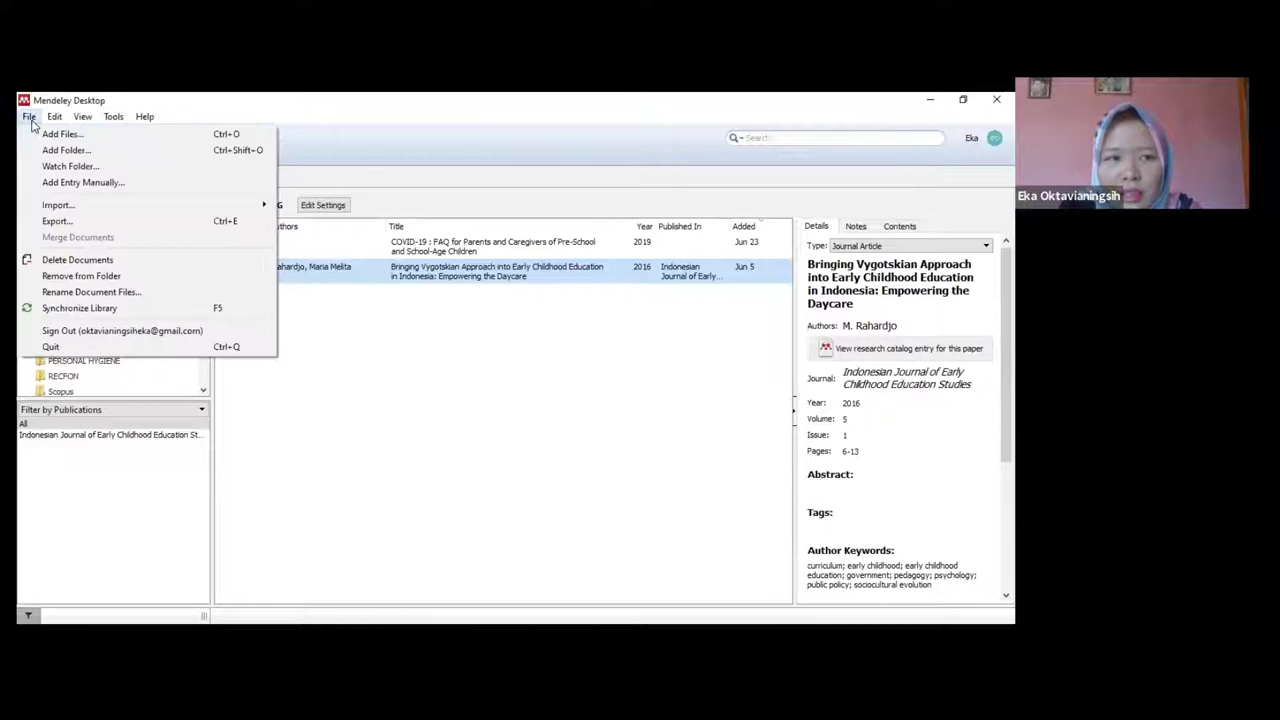 Mendeley Desktop
File Edit View Tools Help
Add Files... Ctrl+O
Add Folder... Ctrl+Shift+O
Watch Folder...
Add Entry Manually...
Import...
Export... Ctrl+E
Merge Documents
Delete Documents
Remove from Folder
Rename Document Files...
Synchronize Library F5
Sign Out (oktavianingsiheka@gmail.com)
Quit Ctrl+Q
PERSONAL HYGIENE
RECFON
Scopus
Filter by Publications
All
Indonesian Journal of Early Childhood Education St...
Search...
Eka
G Edit Settings
uthors Title Year Published In Added
COVID-19 : FAQ for Parents and Caregivers of Pre-School 2019 Jun 23
and School-Age Children
ahardjo, Maria Melita Bringing Vygotskian Approach into Early Childhood Education 2016 Indonesian Jun 5
in Indonesia: Empowering the Daycare Journal of Early...
Details Notes Contents
Type: Journal Article
Bringing Vygotskian Approach
into Early Childhood Education
in Indonesia: Empowering the
Daycare
Authors: M. Rahardjo
View research catalog entry for this paper
Journal: Indonesian Journal of Early
Childhood Education Studies
Year: 2016
Volume: 5
Issue: 1
Pages: 6-13
Abstract:
Tags:
Author Keywords:
curriculum; early childhood; early childhood
education; government; pedagogy; psychology;
public policy; sociocultural evolution
Eka Oktavianingsih